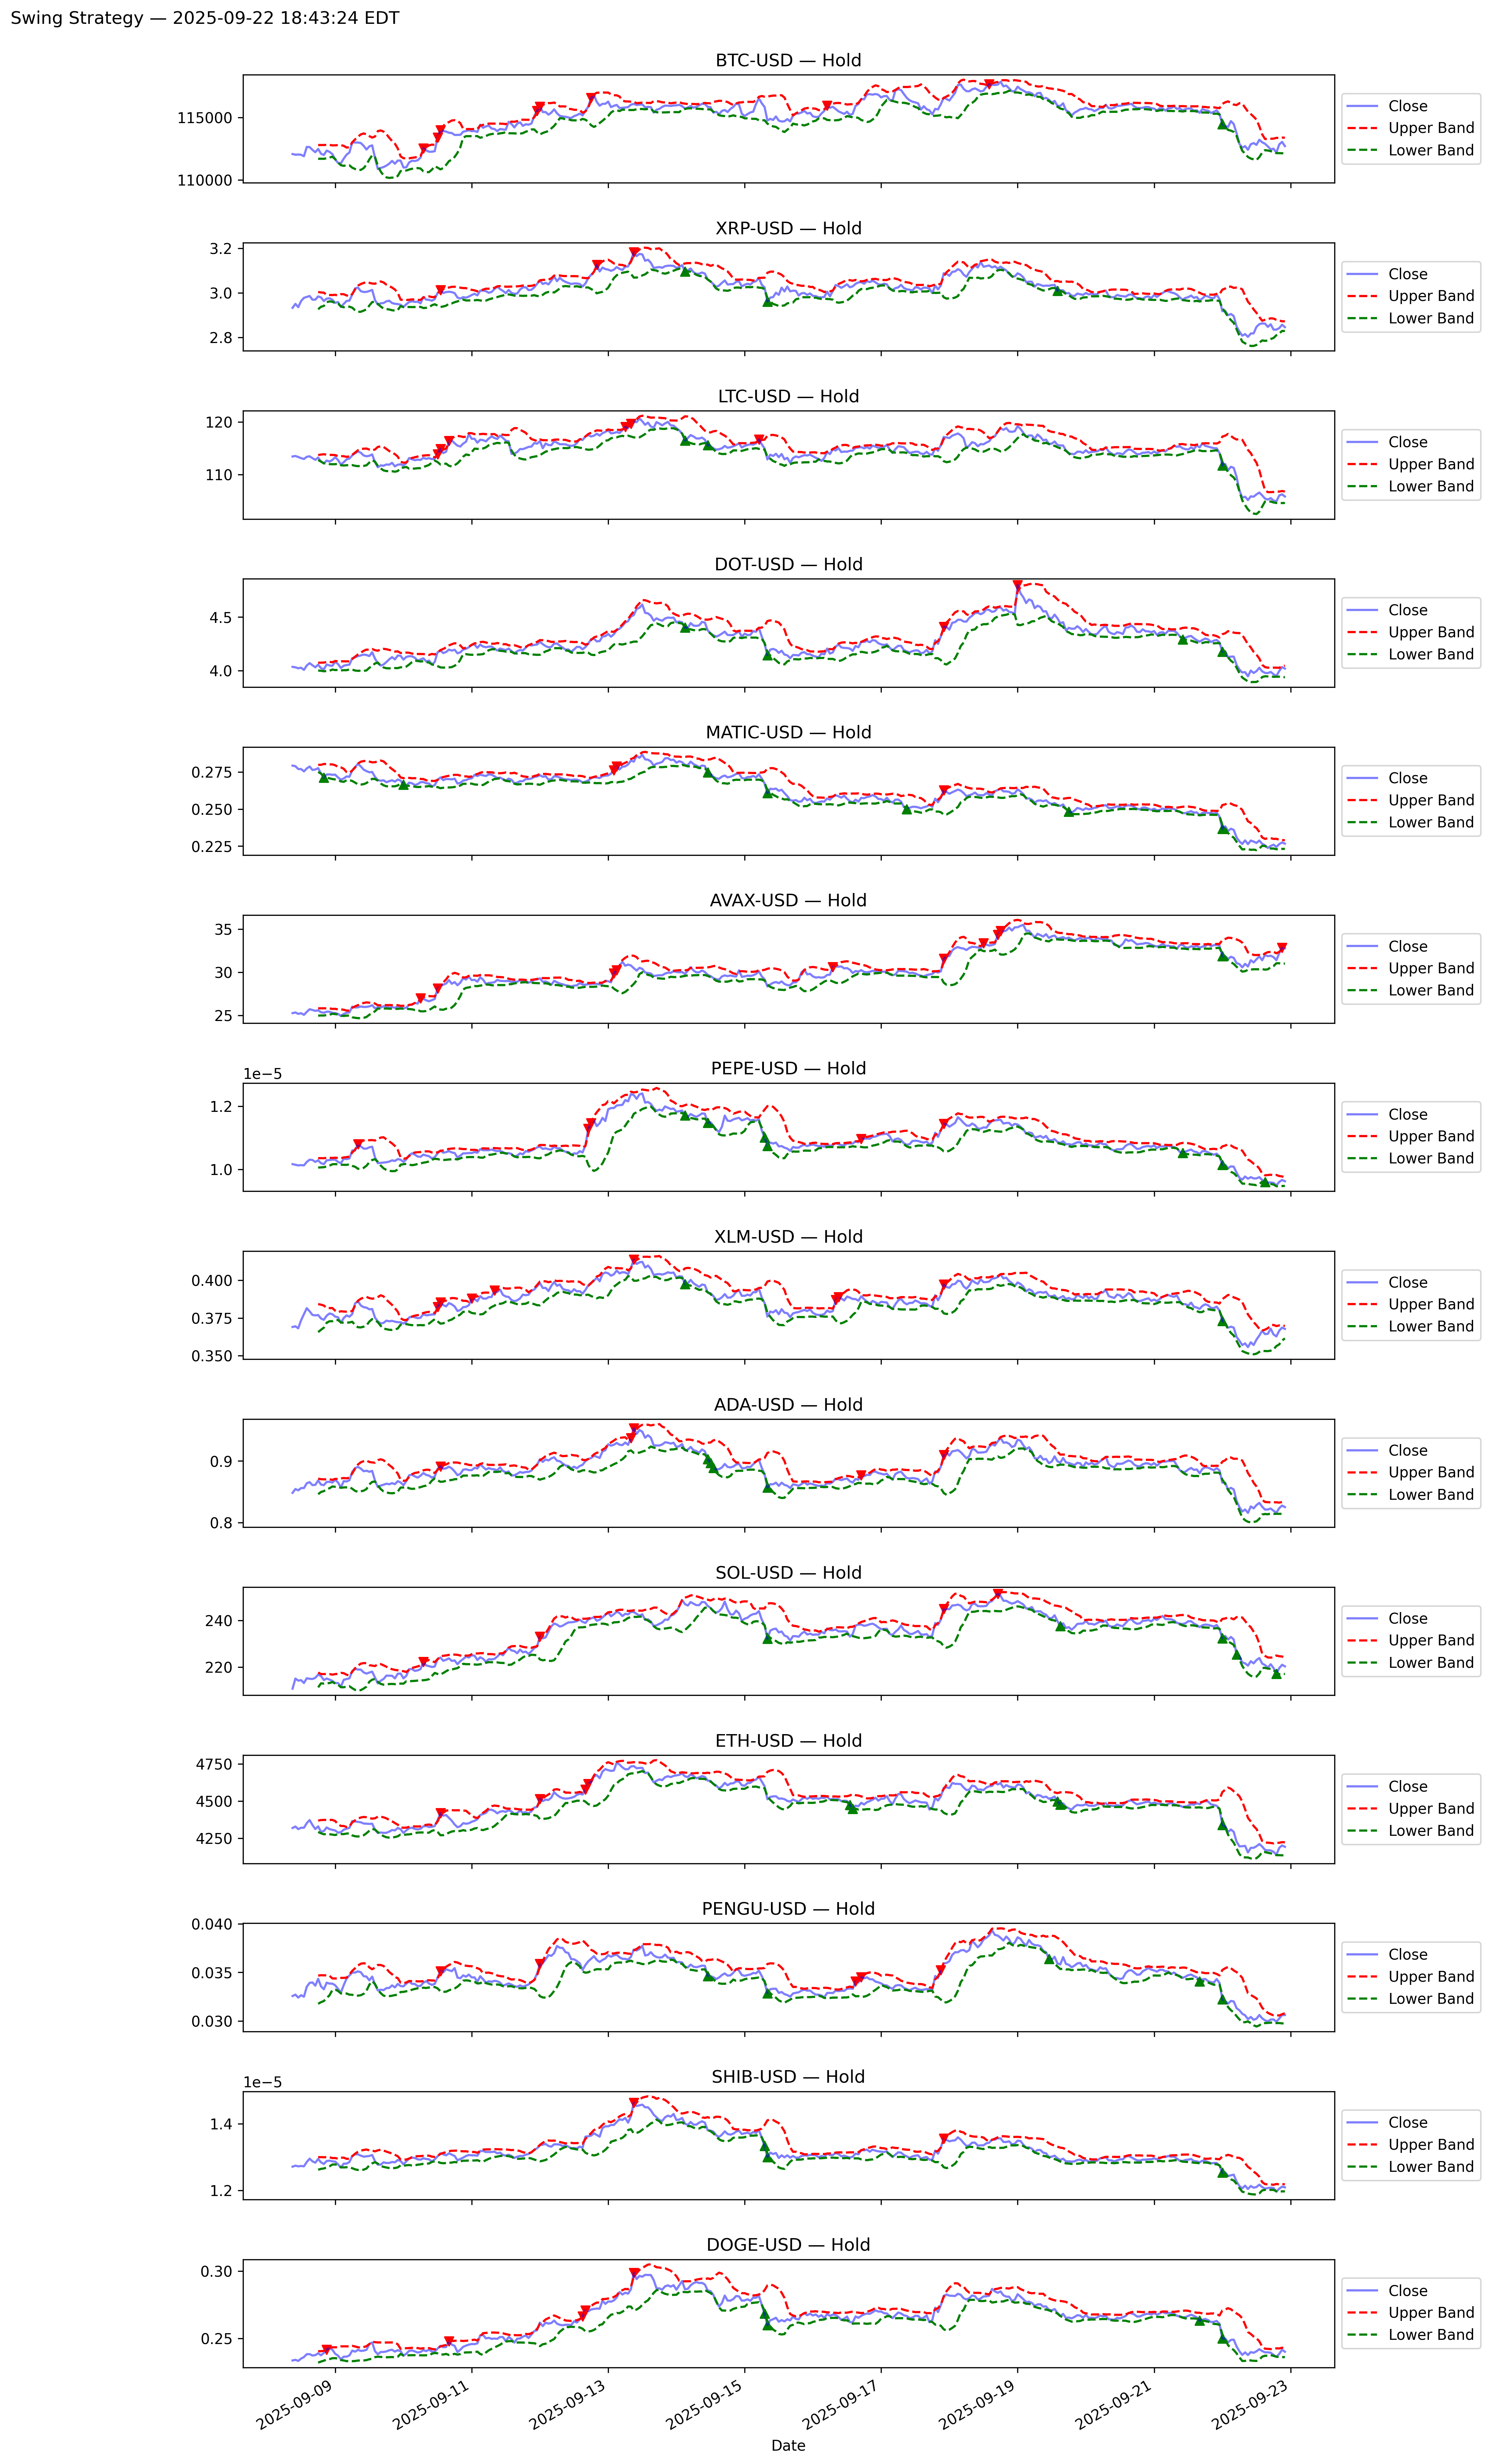 Swing Strategy — 2025-09-22 18:43:24 EDT
BTC-USD — Hold
115000
110000
Close
Upper Band
Lower Band
XRP-USD — Hold
3.2
3.0
2.8
Close
Upper Band
Lower Band
LTC-USD — Hold
120
110
Close
Upper Band
Lower Band
DOT-USD — Hold
4.5
4.0
Close
Upper Band
Lower Band
MATIC-USD — Hold
0.275
0.250
0.225
Close
Upper Band
Lower Band
AVAX-USD — Hold
35
30
25
Close
Upper Band
Lower Band
PEPE-USD — Hold
1e−5
1.2
1.0
Close
Upper Band
Lower Band
XLM-USD — Hold
0.400
0.375
0.350
Close
Upper Band
Lower Band
ADA-USD — Hold
0.9
0.8
Close
Upper Band
Lower Band
SOL-USD — Hold
240
220
Close
Upper Band
Lower Band
ETH-USD — Hold
4750
4500
4250
Close
Upper Band
Lower Band
PENGU-USD — Hold
0.040
0.035
0.030
Close
Upper Band
Lower Band
SHIB-USD — Hold
1e−5
1.4
1.2
Close
Upper Band
Lower Band
DOGE-USD — Hold
0.30
0.25
Close
Upper Band
Lower Band
2025-09-09
2025-09-11
2025-09-13
2025-09-15
2025-09-17
2025-09-19
2025-09-21
2025-09-23
Date